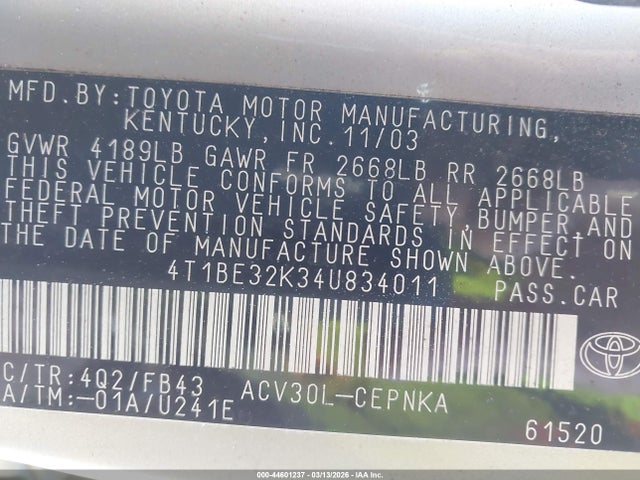 MFD.BY:TOYOTA MOTOR MANUFACTURING,
KENTUCKY, INC. 11/03
GVWR 4189LB GAWR FR 2668LB RR 2668LB
THIS VEHICLE CONFORMS TO ALL APPLICABLE
FEDERAL MOTOR VEHICLE SAFETY,BUMPER,AND
THEFT PREVENTION STANDARDS IN EFFECT ON
THE DATE OF MANUFACTURE SHOWN ABOVE.
4T1BE32K34U834011 PASS.CAR
C/TR:4Q2/FB43 ACV30L-CEPNKA
A/TM:-01A/U241E 61520
000-44601237 - 03/13/2026 - © IAA Inc. All Rights Reserved